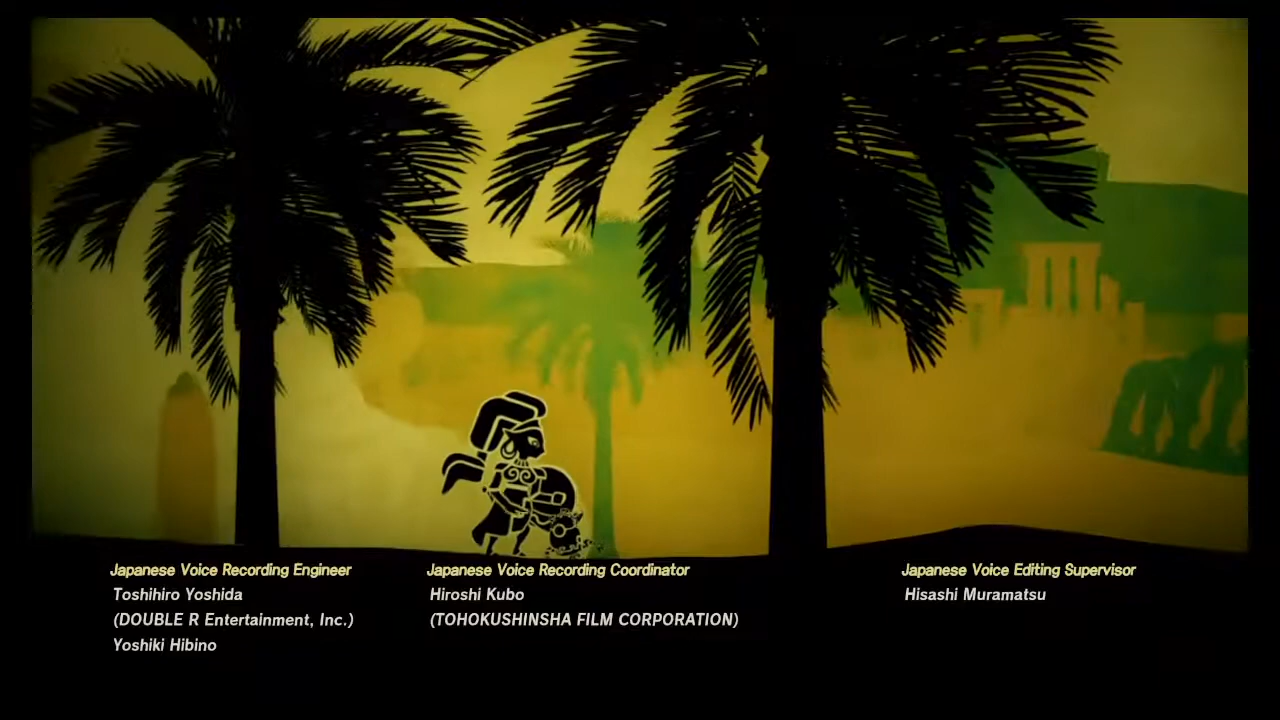 Japanese Voice Recording Engineer
Toshihiro Yoshida
(DOUBLE R Entertainment, Inc.)
Yoshiki Hibino
Japanese Voice Recording Coordinator
Hiroshi Kubo
(TOHOKUSHINSHA FILM CORPORATION)
Japanese Voice Editing Supervisor
Hisashi Muramatsu